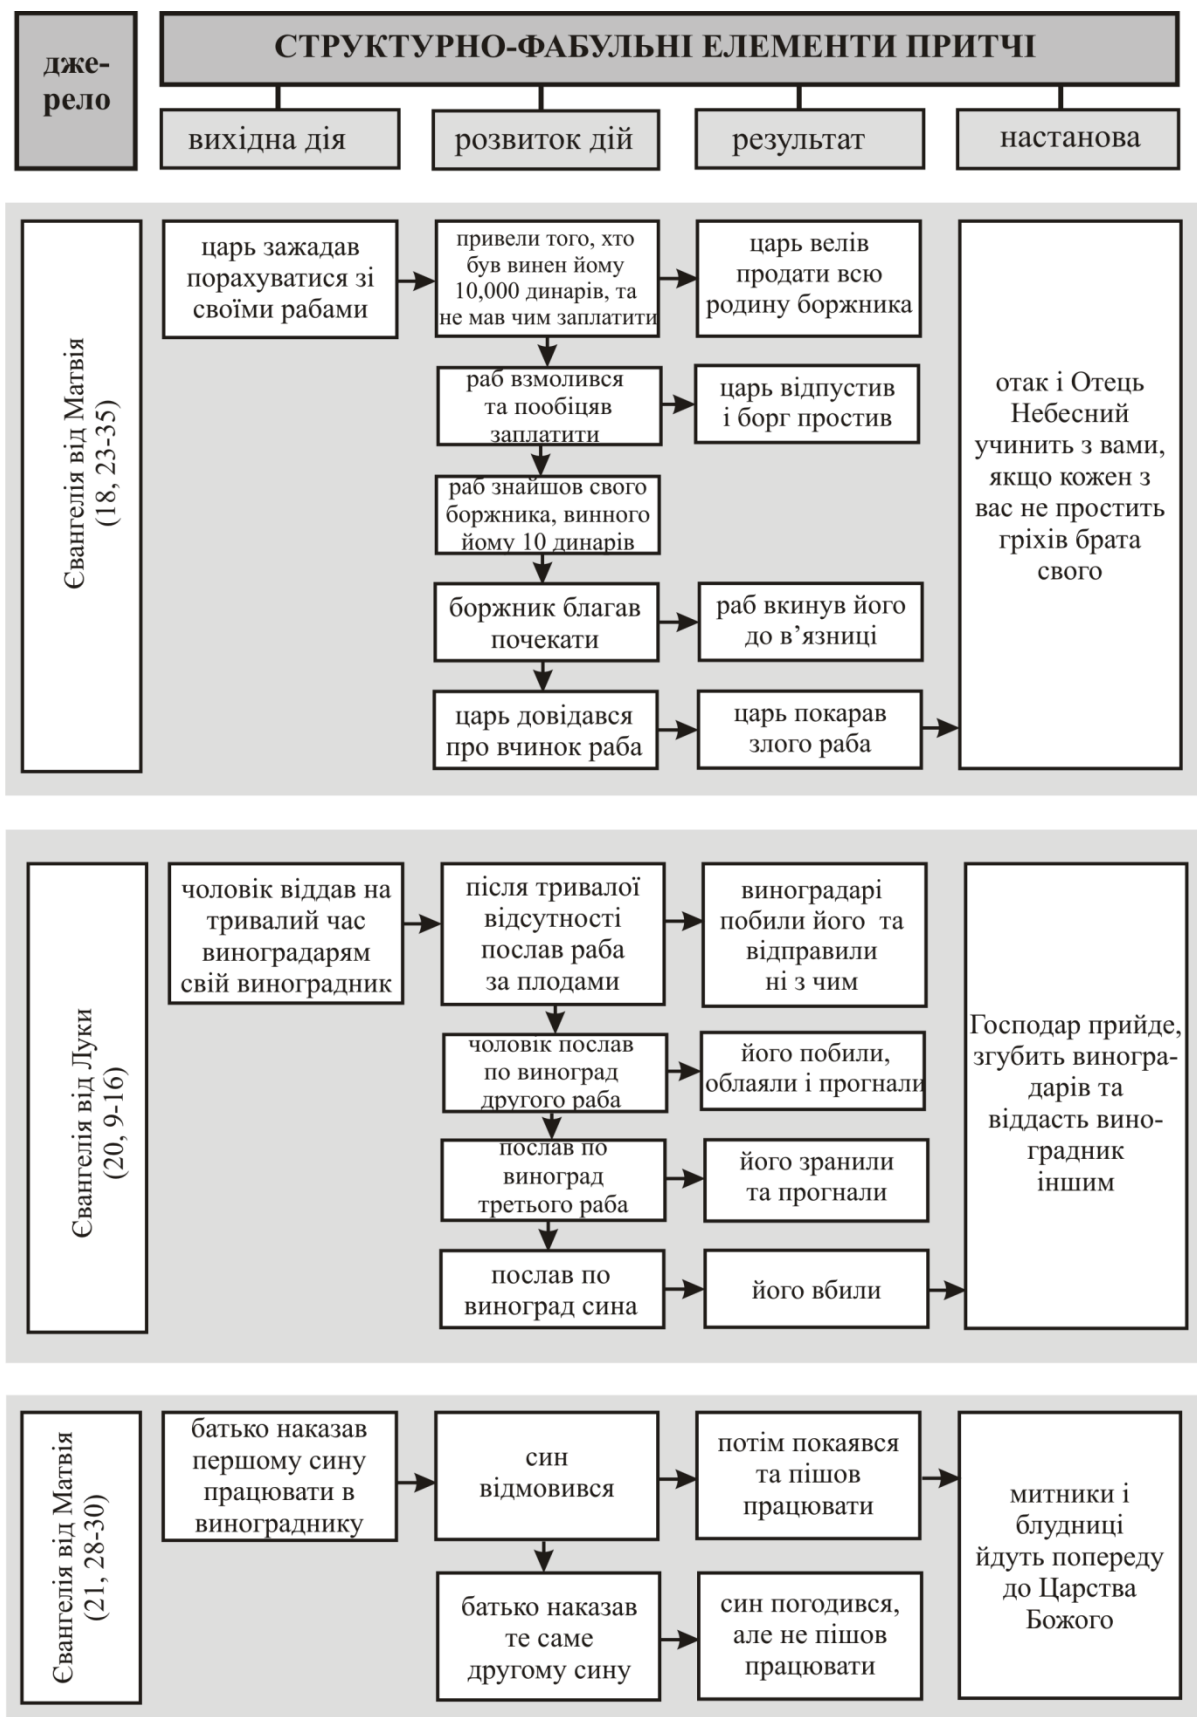 дже-
рело
СТРУКТУРНО-ФАБУЛЬНІ ЕЛЕМЕНТИ ПРИТЧІ
вихідна дія
розвиток дій
результат
настанова
Євангелія від Матвія
(18, 23-35)
царь зажадав
порахуватися зі
своїми рабами
привели того, хто
був винен йому
10,000 динарів, та
не мав чим заплатити
царь велів
продати всю
родину боржника
раб взмолився
та пообіцяв
заплатити
царь відпустив
і борг простив
раб знайшов свого
боржника, винного
йому 10 динарів
боржник благав
почекати
раб вкинув його
до в’язниці
царь довідався
про вчинок раба
царь покарав
злого раба
отак і Отець
Небесний
учинить з вами,
якщо кожен з
вас не простить
гріхів брата
свого
Євангелія від Луки
(20, 9-16)
чоловік віддав на
тривалий час
виноградарям
свій виноградник
після тривалої
відсутності
послав раба
за плодами
виноградарі
побили його та
відправили
ні з чим
чоловік послав
по виноград
другого раба
його побили,
облаяли і прогнали
послав по
виноград
третього раба
його зранили
та прогнали
послав по
виноград сина
його вбили
Господар прийде,
згубить виногра-
дарів та
віддасть вино-
градник
іншим
Євангелія від Матвія
(21, 28-30)
батько наказав
першому сину
працювати в
винограднику
син
відмовився
потім покаявся
та пішов
працювати
батько наказав
те саме
другому сину
син погодився,
але не пішов
працювати
митники і
блудниці
йдуть попереду
до Царства
Божого